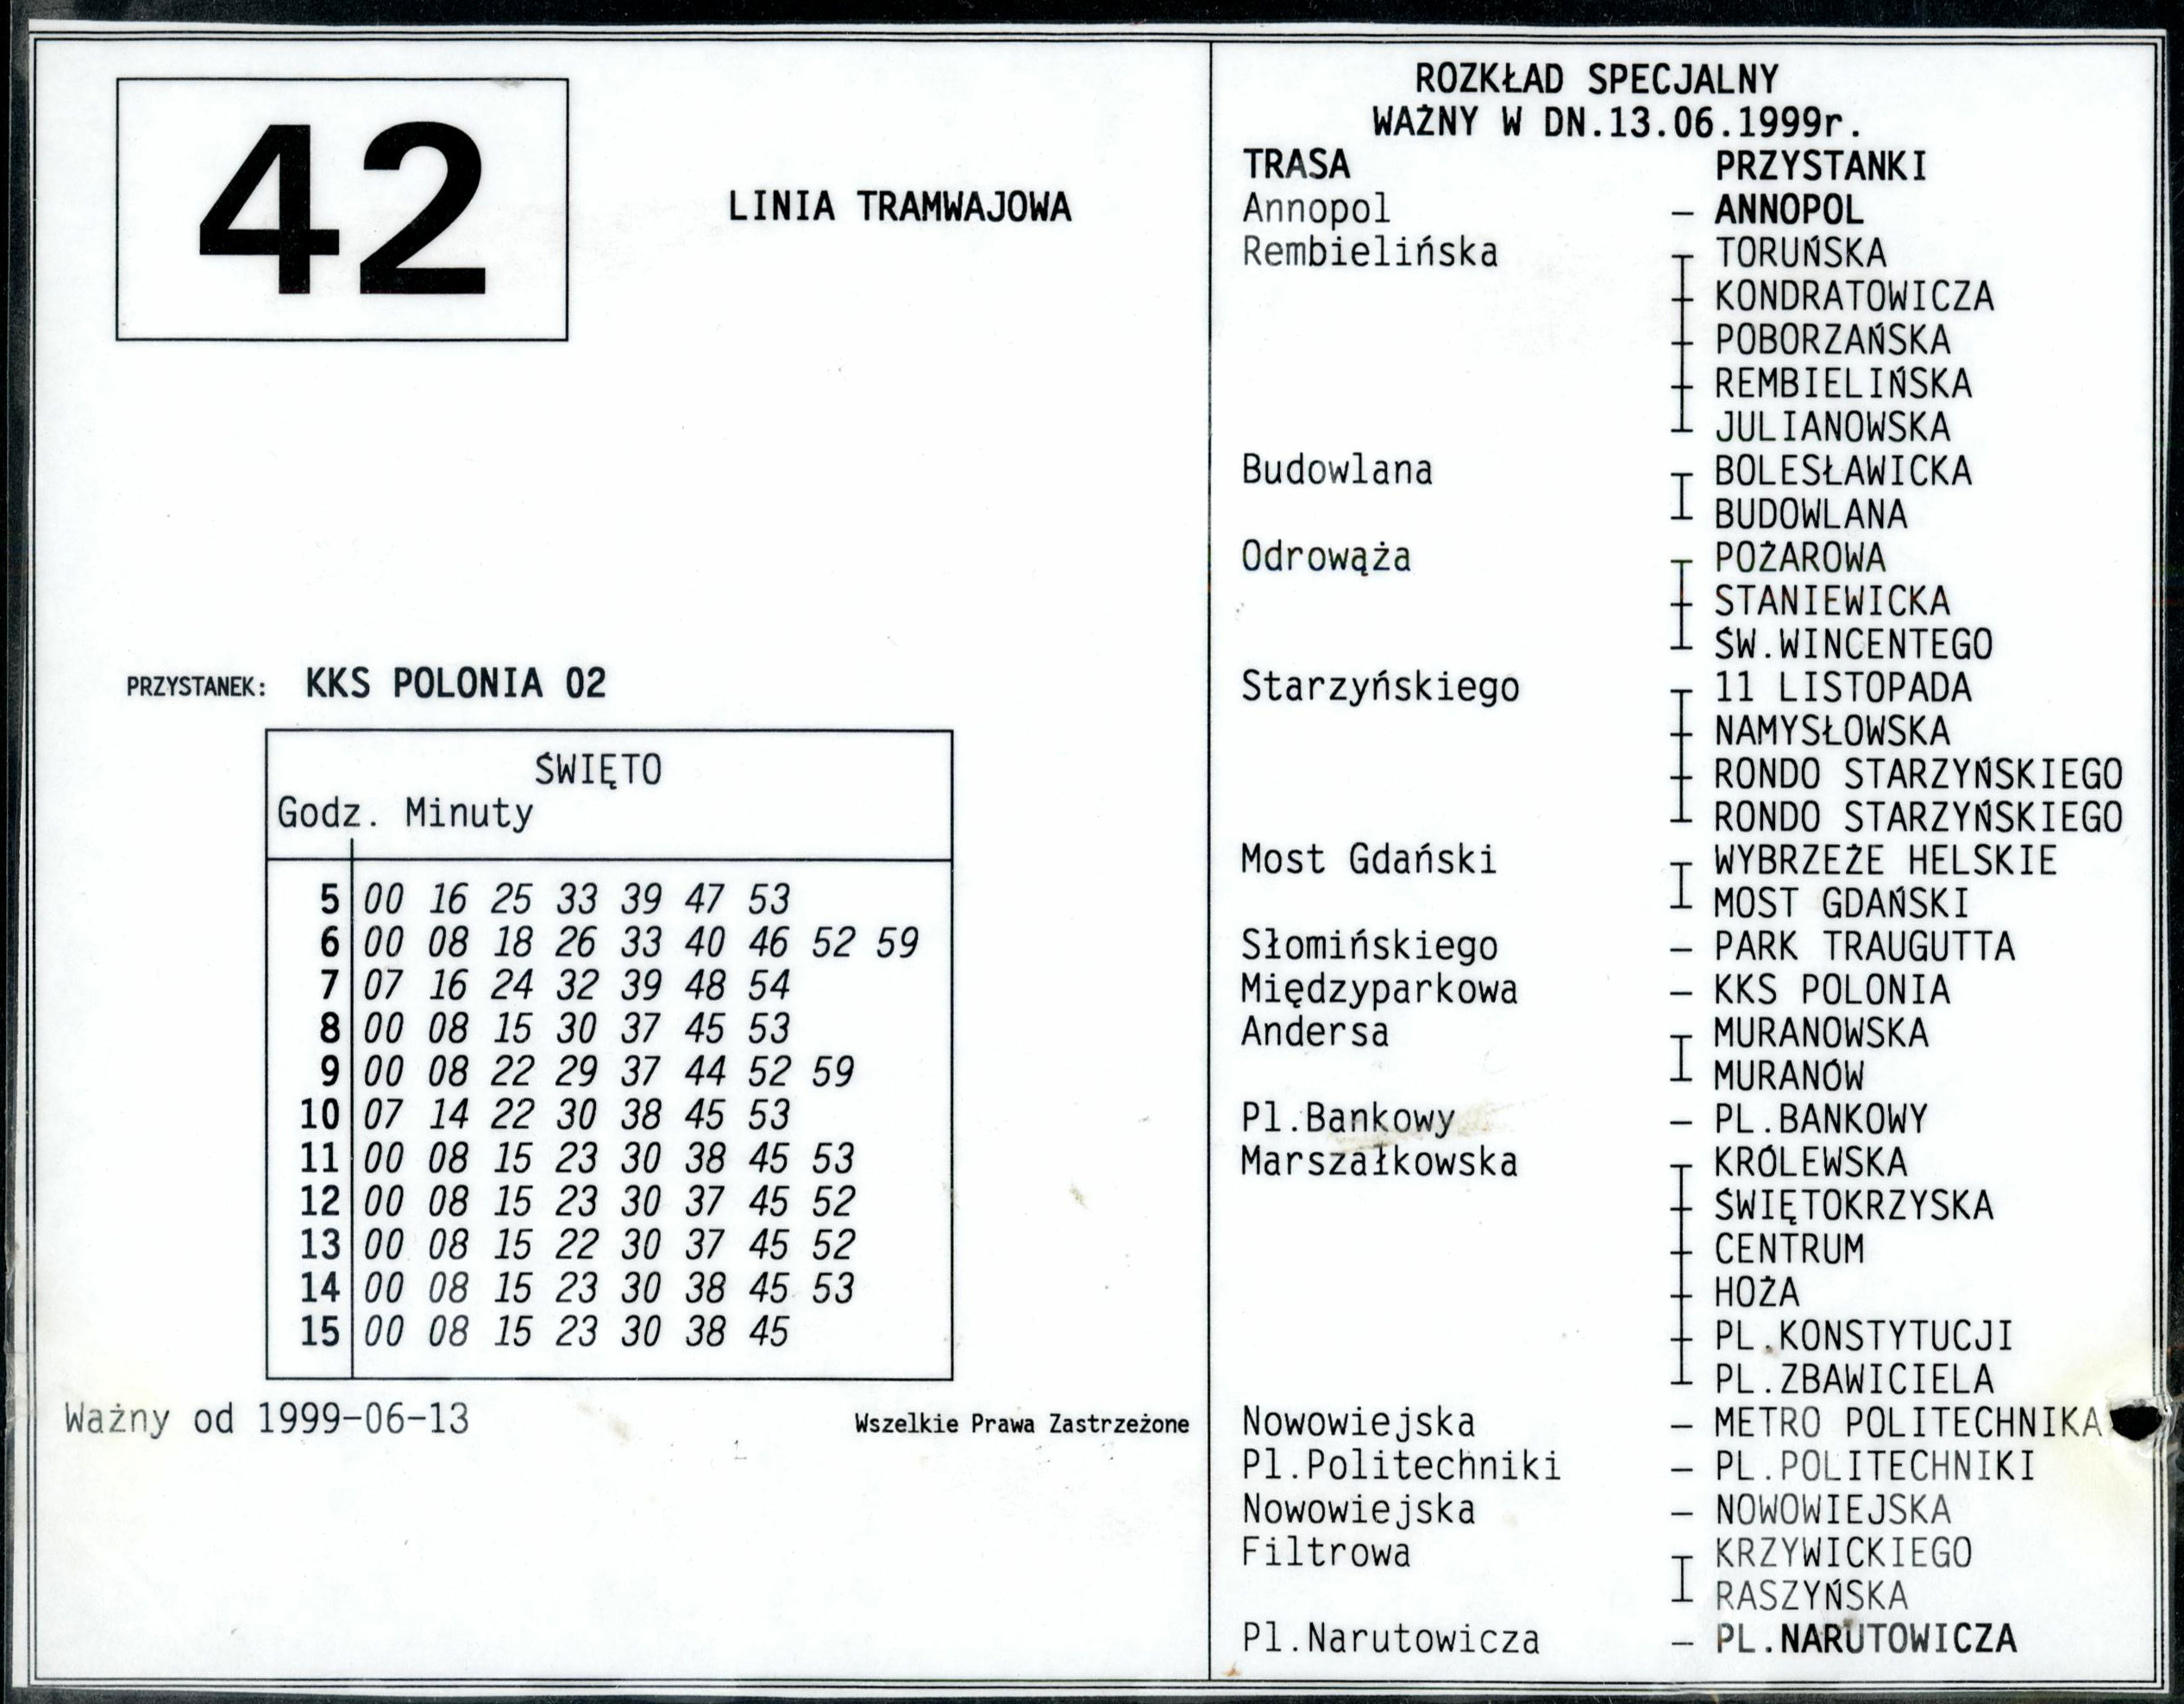 42
LINIA TRAMWAJOWA
PRZYSTANEK: KKS POLONIA 02
ŚWIĘTO
Godz. Minuty
5 00 16 25 33 39 47 53
6 00 08 18 26 33 40 46 52 59
7 07 16 24 32 39 48 54
8 00 08 15 30 37 45 53
9 00 08 22 29 37 44 52 59
10 07 14 22 30 38 45 53
11 00 08 15 23 30 38 45 53
12 00 08 15 23 30 37 45 52
13 00 08 15 22 30 37 45 52
14 00 08 15 23 30 38 45 53
15 00 08 15 23 30 38 45
Ważny od 1999-06-13
Wszelkie Prawa Zastrzeżone
ROZKŁAD SPECJALNY
WAŻNY W DN.13.06.1999r.
TRASA PRZYSTANKI
Annopol – ANNOPOL
Rembielińska TORUŃSKA
KONDRATOWICZA
POBORZAŃSKA
REMBIELIŃSKA
JULIANOWSKA
Budowlana BOLESŁAWICKA
BUDOWLANA
Odrowąża POŻAROWA
STANIEWICKA
ŚW.WINCENTEGO
Starzyńskiego 11 LISTOPADA
NAMYSŁOWSKA
RONDO STARZYŃSKIEGO
RONDO STARZYŃSKIEGO
Most Gdański WYBRZEŻE HELSKIE
MOST GDAŃSKI
Słomińskiego – PARK TRAUGUTTA
Międzyparkowa – KKS POLONIA
Andersa MURANOWSKA
MURANÓW
Pl.Bankowy – PL.BANKOWY
Marszałkowska KRÓLEWSKA
ŚWIĘTOKRZYSKA
CENTRUM
HOŻA
PL.KONSTYTUCJI
PL.ZBAWICIELA
Nowowiejska – METRO POLITECHNIKA
Pl.Politechniki – PL.POLITECHNIKI
Nowowiejska – NOWOWIEJSKA
Filtrowa KRZYWICKIEGO
RASZYŃSKA
Pl.Narutowicza – PL.NARUTOWICZA